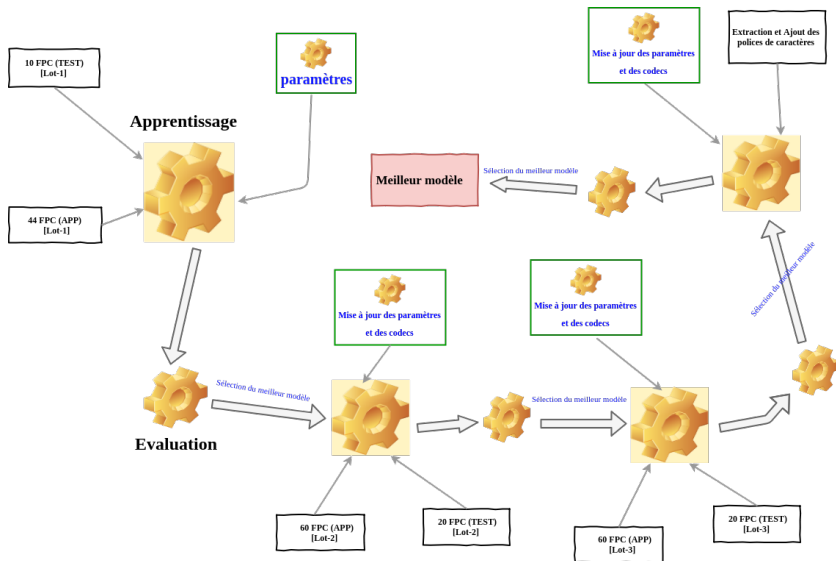 10 FPC (TEST)
[Lot-1]
paramètres
Apprentissage
44 FPC (APP)
[Lot-1]
Evaluation
Sélection du meilleur modèle
Mise à jour des paramètres
et des codecs
60 FPC (APP)
[Lot-2]
20 FPC (TEST)
[Lot-2]
Sélection du meilleur modèle
Mise à jour des paramètres
et des codecs
60 FPC (APP)
[Lot-3]
20 FPC (TEST)
[Lot-3]
Sélection du meilleur modèle
Mise à jour des paramètres
et des codecs
Extraction et Ajout des
polices de caractères
Sélection du meilleur modèle
Meilleur modèle